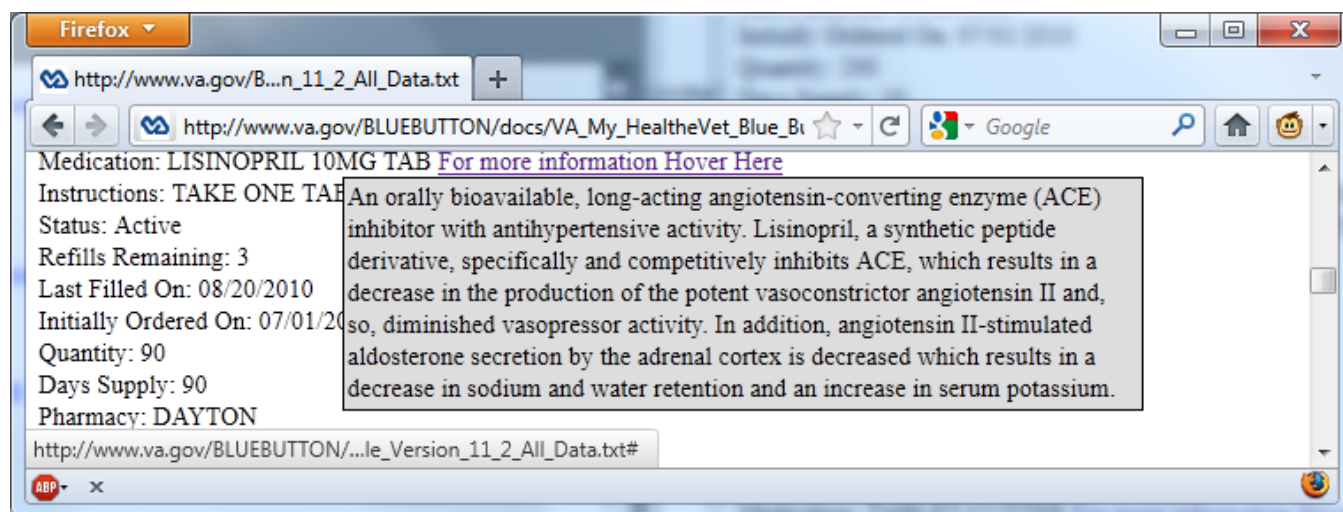 Firefox
http://www.va.gov/B...n_11_2_All_Data.txt
http://www.va.gov/BLUEBUTTON/docs/VA_My_HealtheVet_Blue_Bu
Google
Medication: LISINOPRIL 10MG TAB For more information Hover Here
Instructions: TAKE ONE TAB
Status: Active
Refills Remaining: 3
Last Filled On: 08/20/2010
Initially Ordered On: 07/01/20
Quantity: 90
Days Supply: 90
Pharmacy: DAYTON
An orally bioavailable, long-acting angiotensin-converting enzyme (ACE)
inhibitor with antihypertensive activity. Lisinopril, a synthetic peptide
derivative, specifically and competitively inhibits ACE, which results in a
decrease in the production of the potent vasoconstrictor angiotensin II and,
so, diminished vasopressor activity. In addition, angiotensin II-stimulated
aldosterone secretion by the adrenal cortex is decreased which results in a
decrease in sodium and water retention and an increase in serum potassium.
http://www.va.gov/BLUEBUTTON/...le_Version_11_2_All_Data.txt#
ABP